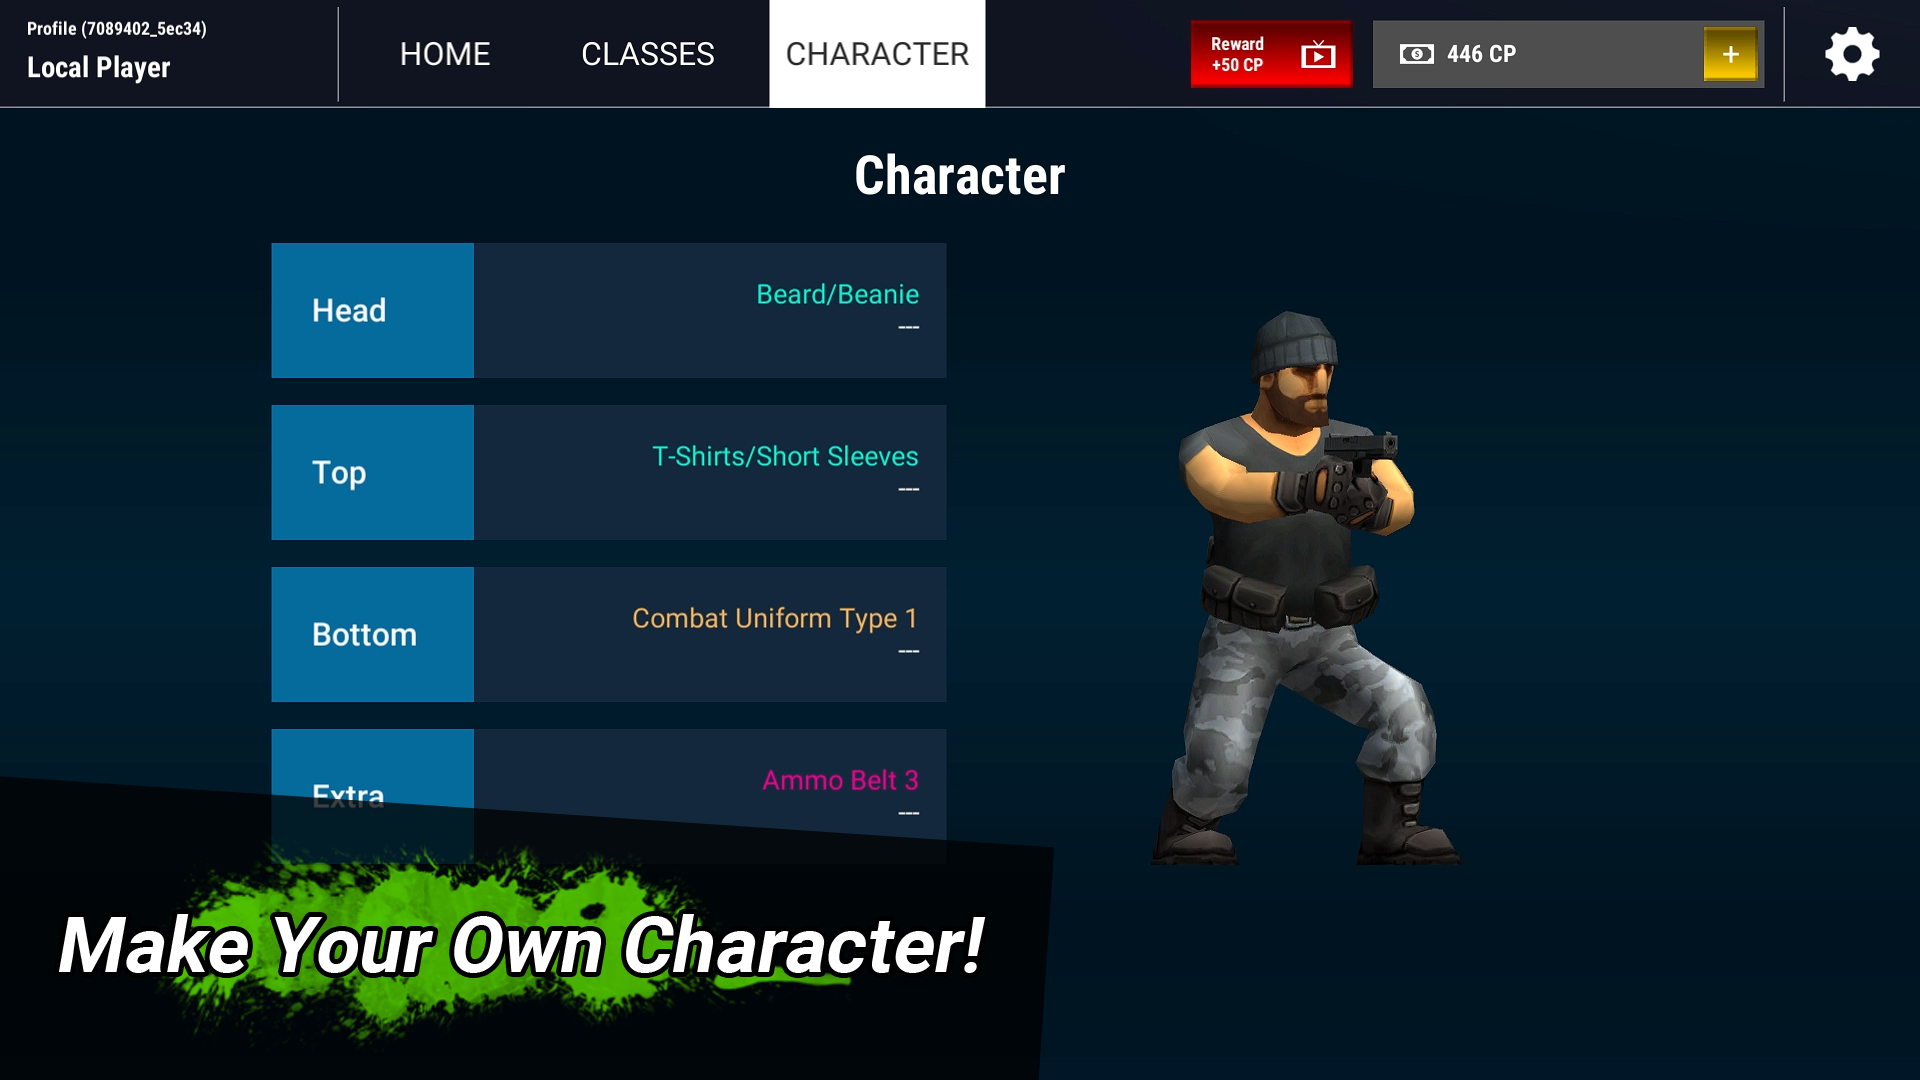 Profile (7089402_5ec34)
Local Player
HOME
CLASSES
CHARACTER
Reward
+50 CP
446 CP
+
Character
Head
Beard/Beanie
---
Top
T-Shirts/Short Sleeves
---
Bottom
Combat Uniform Type 1
---
Extra
Ammo Belt 3
---
Make Your Own Character!